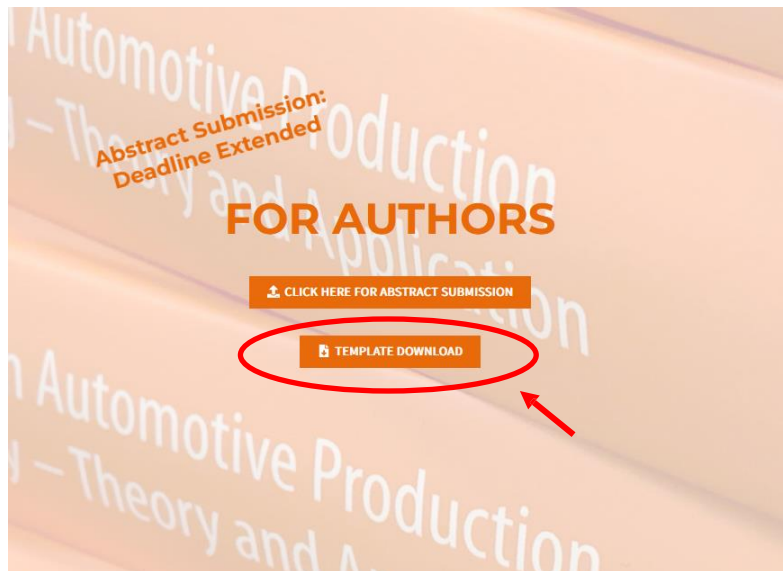 Automotive Production
– Theory and Application
Abstract Submission:
Deadline Extended
FOR AUTHORS
CLICK HERE FOR ABSTRACT SUBMISSION
TEMPLATE DOWNLOAD
Automotive Production
– Theory and